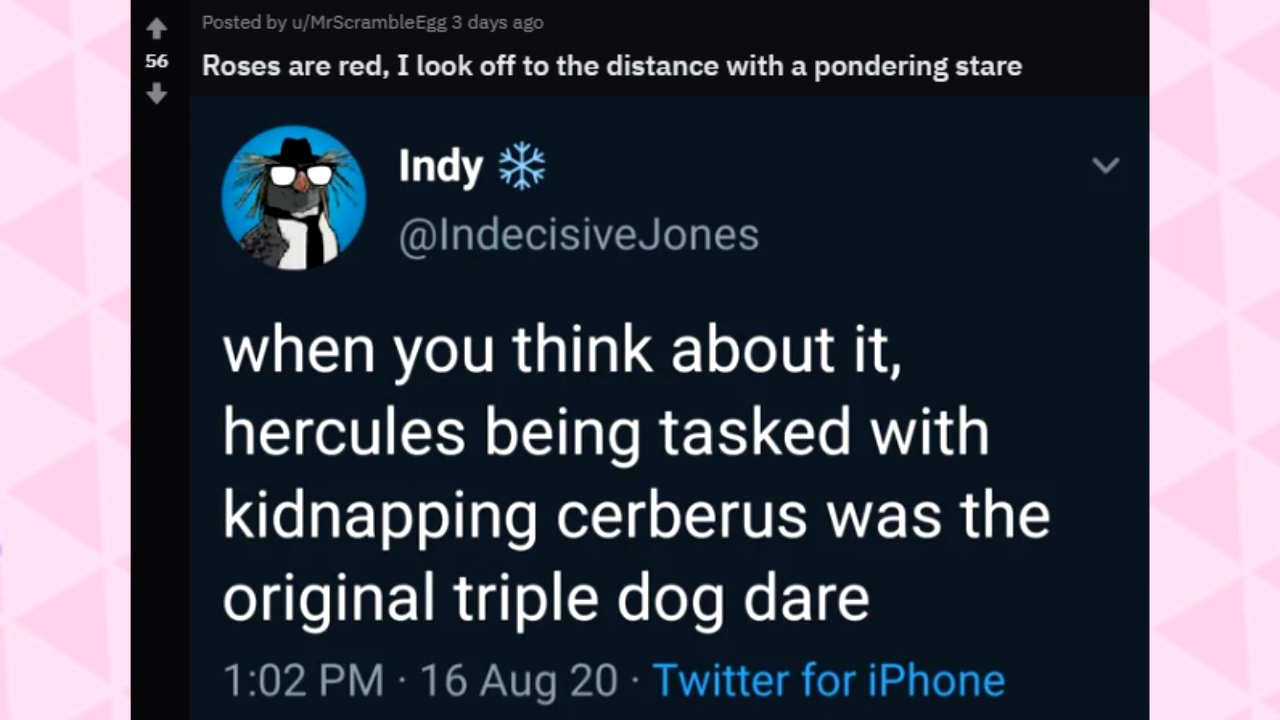 Posted by u/MrScrambleEgg 3 days ago
56
Roses are red, I look off to the distance with a pondering stare
Indy ❄
@IndecisiveJones
when you think about it,
hercules being tasked with
kidnapping cerberus was the
original triple dog dare
1:02 PM · 16 Aug 20 · Twitter for iPhone